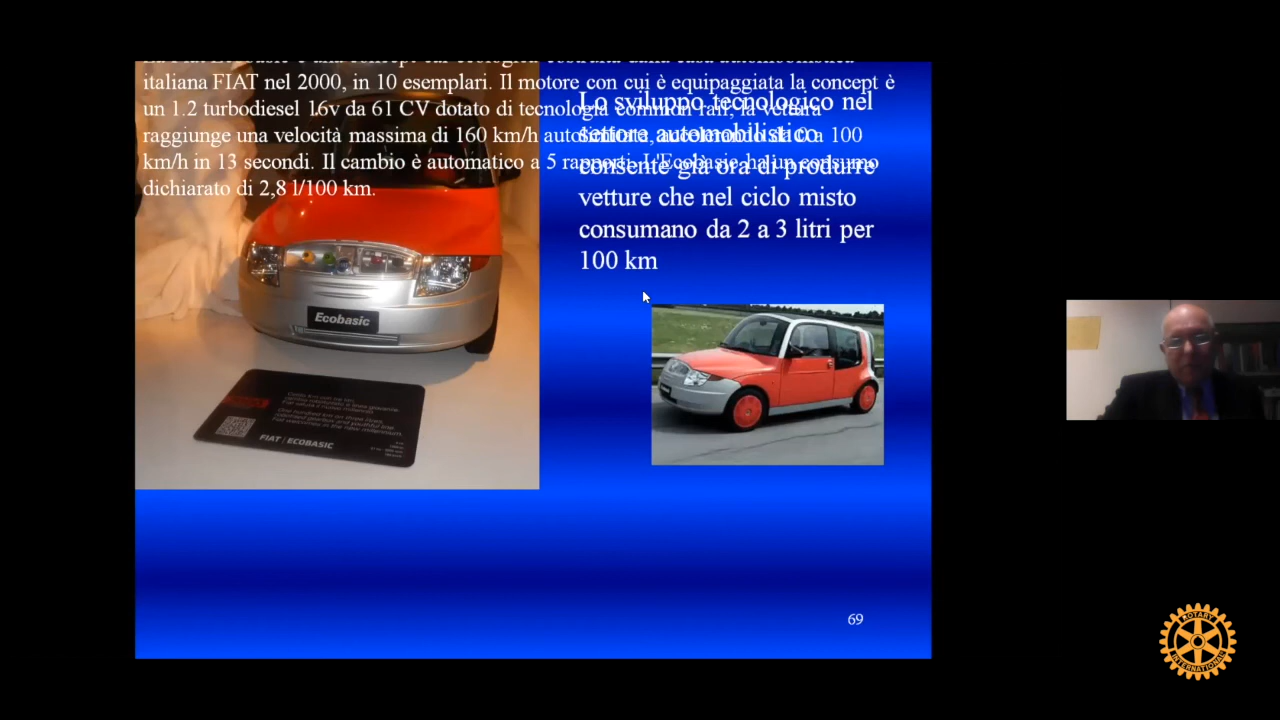 italiana FIAT nel 2000, in 10 esemplari. Il motore con cui è equipaggiata la concept è
un 1.2 turbodiesel 16v da 61 CV dotato di tecnologia common rail, la vettura
raggiunge una velocità massima di 160 km/h autolimitata, accelerando da 0 a 100
km/h in 13 secondi. Il cambio è automatico a 5 rapporti. L'Ecobasic ha un consumo
dichiarato di 2,8 l/100 km.
Lo sviluppo tecnologico nel
settore automobilistico
consente già ora di produrre
vetture che nel ciclo misto
consumano da 2 a 3 litri per
100 km
Ecobasic
FIAT / ECOBASIC
69
ROTARY
INTERNATIONAL